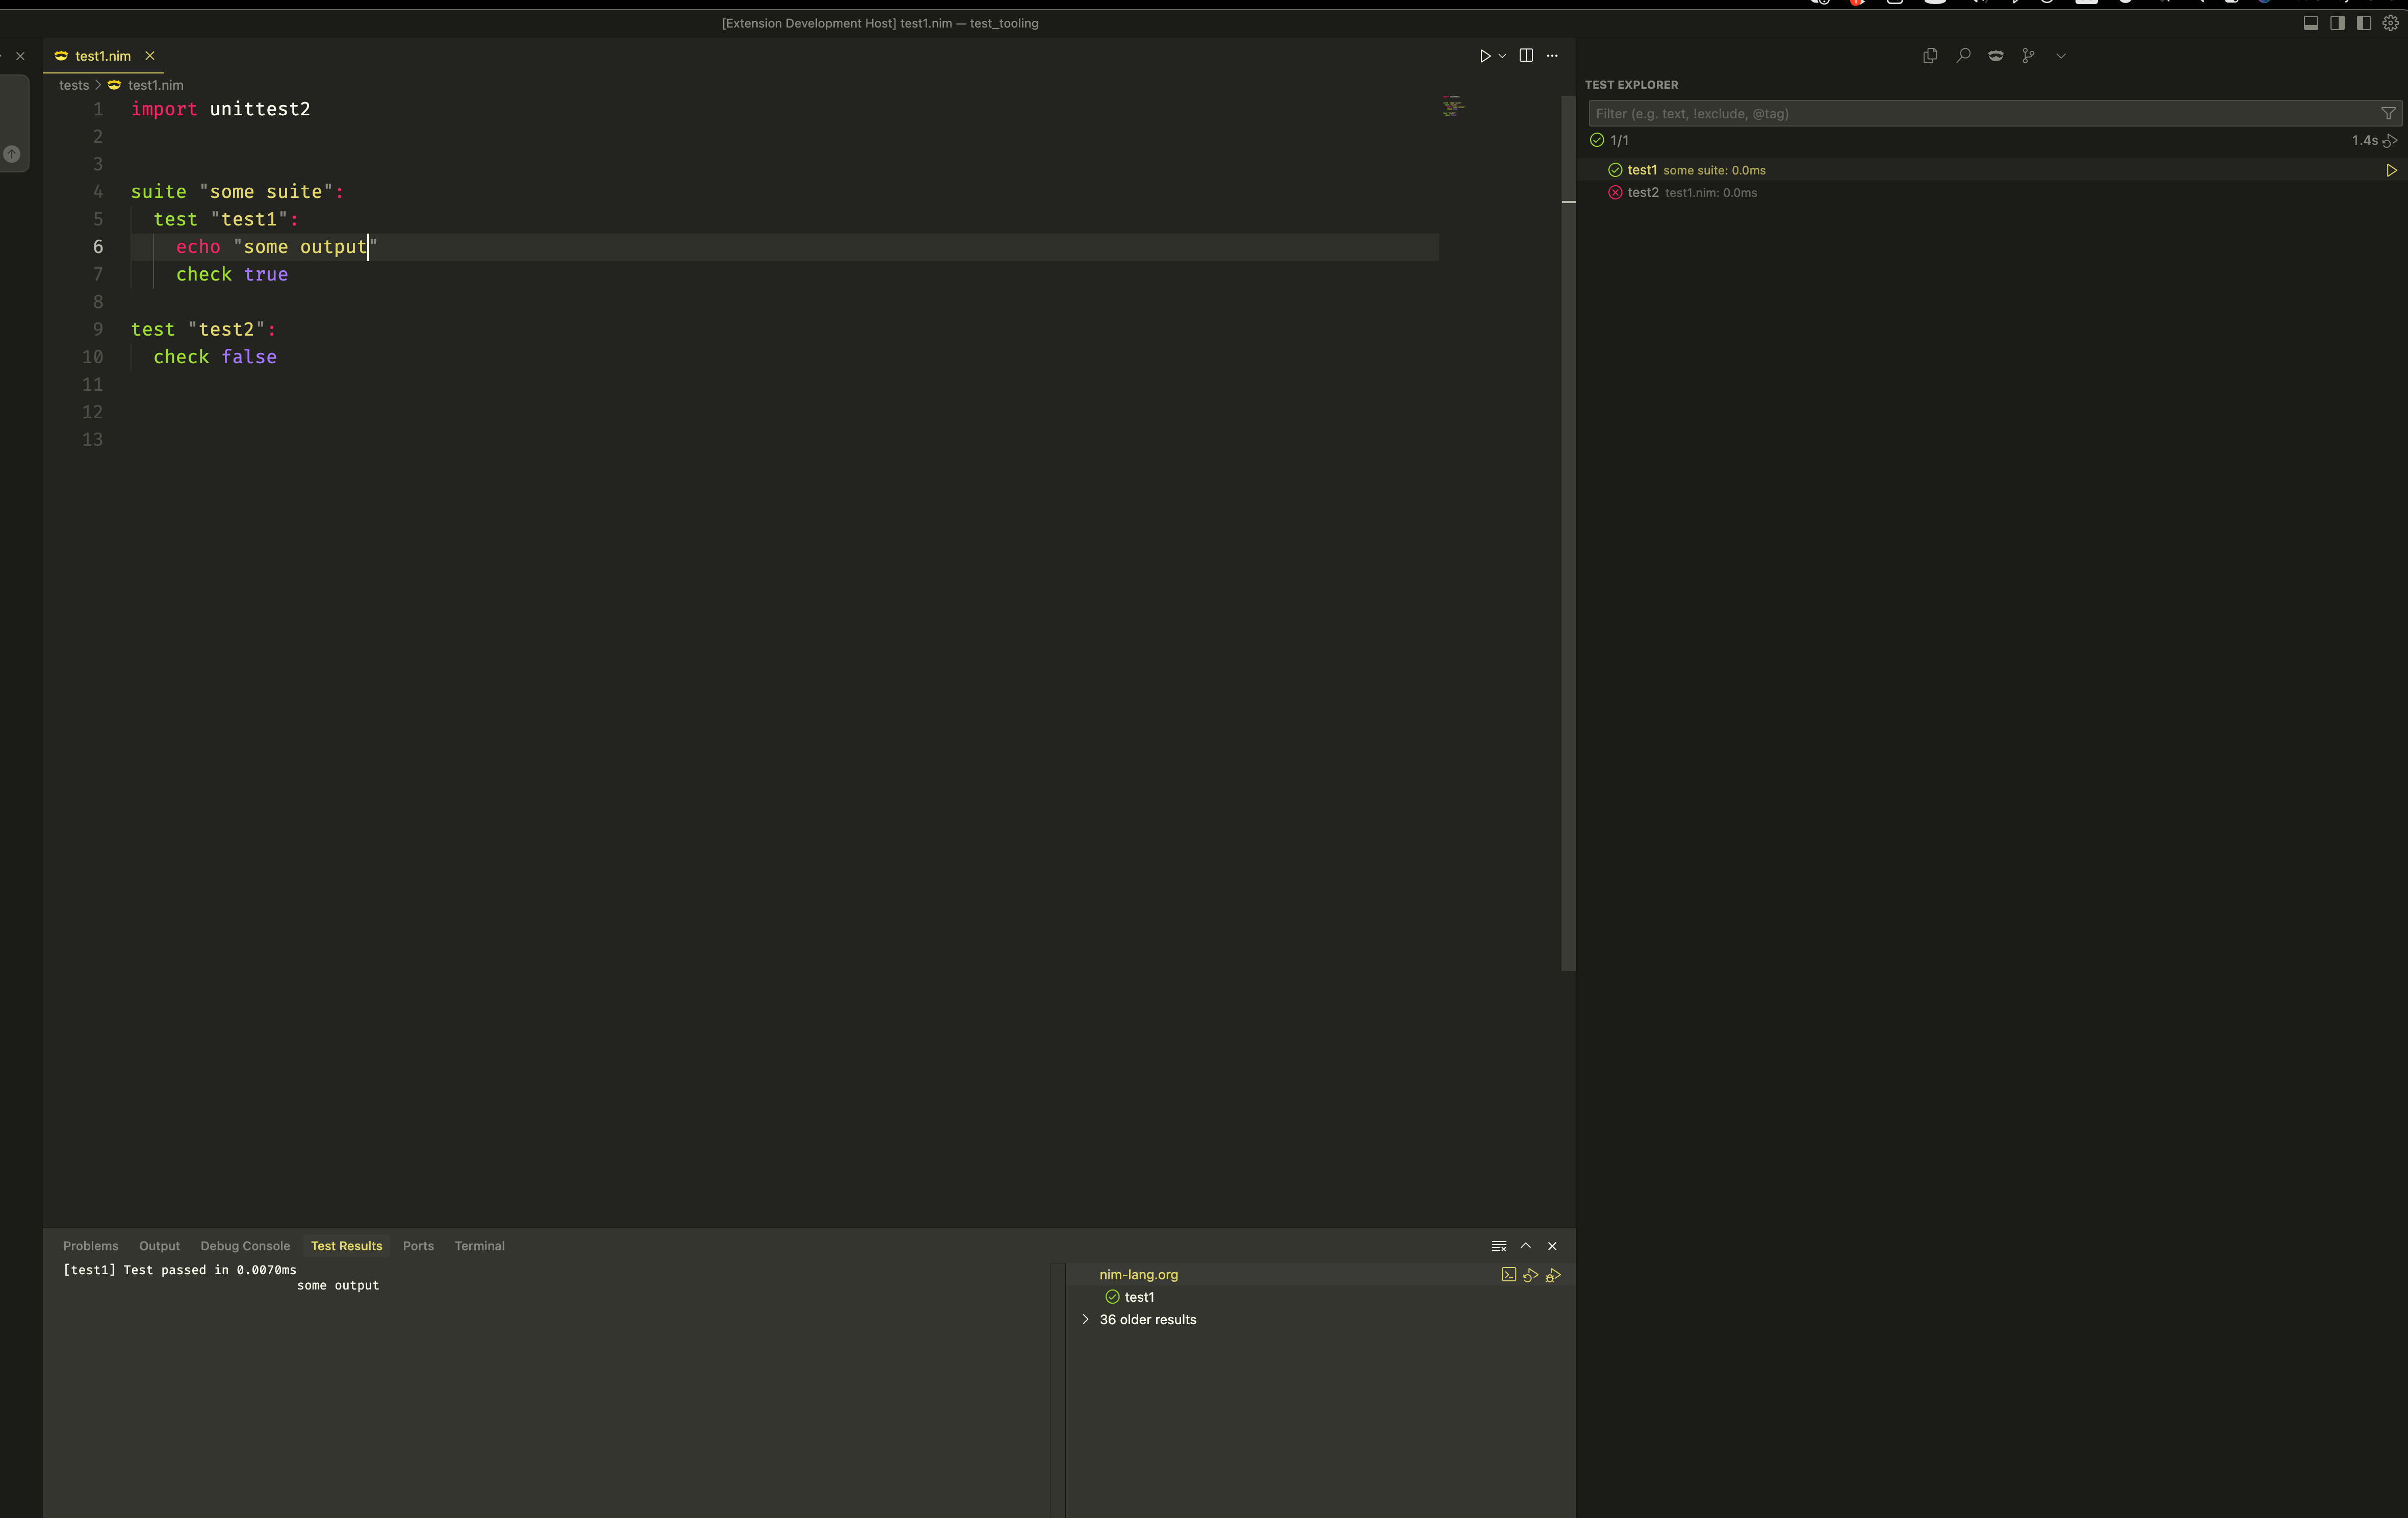 [Extension Development Host] test1.nim — test_tooling
test1.nim
tests > test1.nim
1 import unittest2
2
3
4 suite "some suite":
5 test "test1":
6 echo "some output"
7 check true
8
9 test "test2":
10 check false
11
12
13
TEST EXPLORER
Filter (e.g. text, !exclude, @tag)
1/1 1.4s
test1 some suite: 0.0ms
test2 test1.nim: 0.0ms
Problems Output Debug Console Test Results Ports Terminal
[test1] Test passed in 0.0070ms
some output
nim-lang.org
test1
36 older results